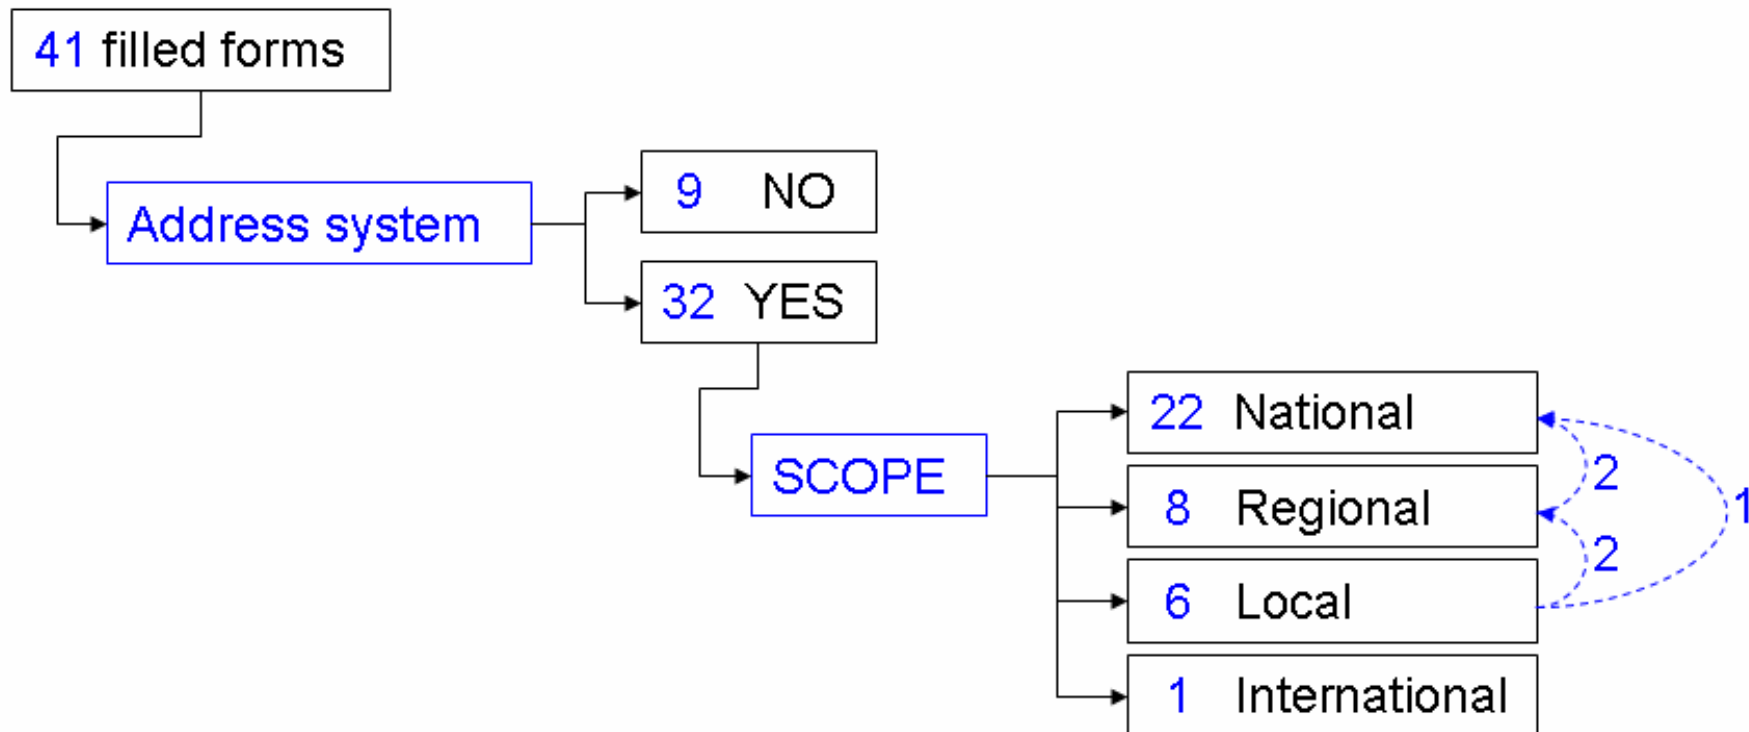 41 filled forms
Address system
9 NO
32 YES
SCOPE
22 National
8 Regional
6 Local
1 International
2
2
1